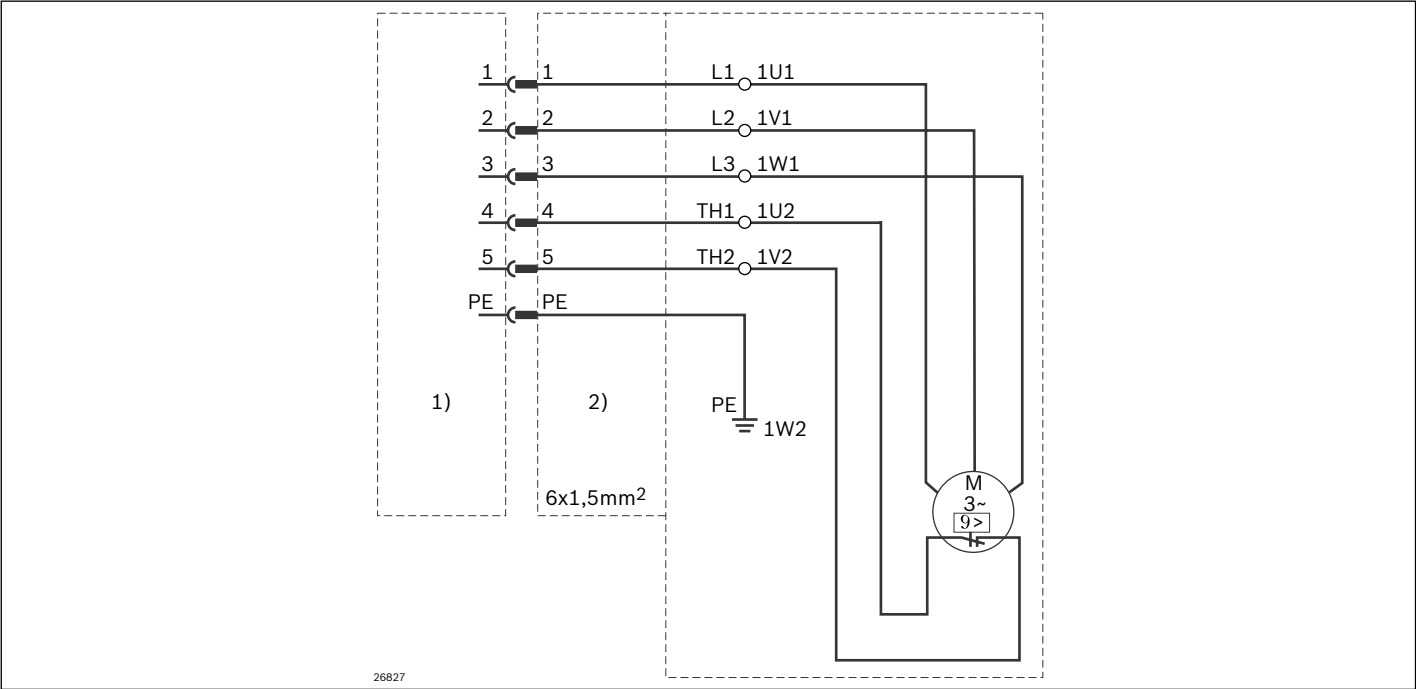 1 1 L1 1U1
2 2 L2 1V1
3 3 L3 1W1
4 4 TH1 1U2
5 5 TH2 1V2
PE PE
1) 2) PE
1W2
6x1,5mm²
M
3~
9>
26827